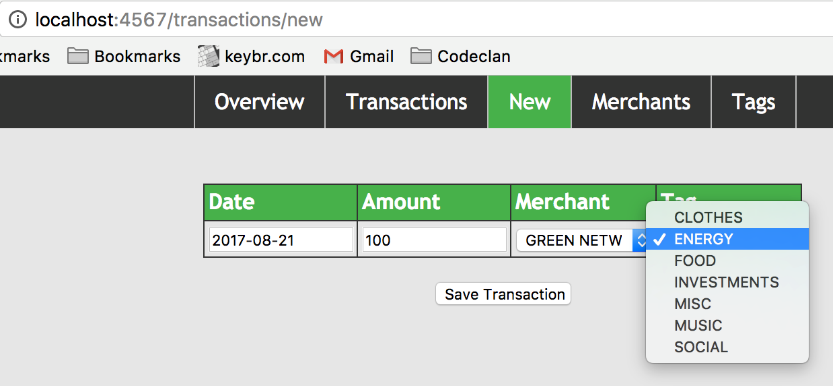 localhost:4567/transactions/new
kmarks Bookmarks keybr.com Gmail Codeclan
Overview Transactions New Merchants Tags
Date Amount Merchant Tag
2017-08-21 100 GREEN NETW
CLOTHES
✓ ENERGY
FOOD
INVESTMENTS
MISC
MUSIC
SOCIAL
Save Transaction